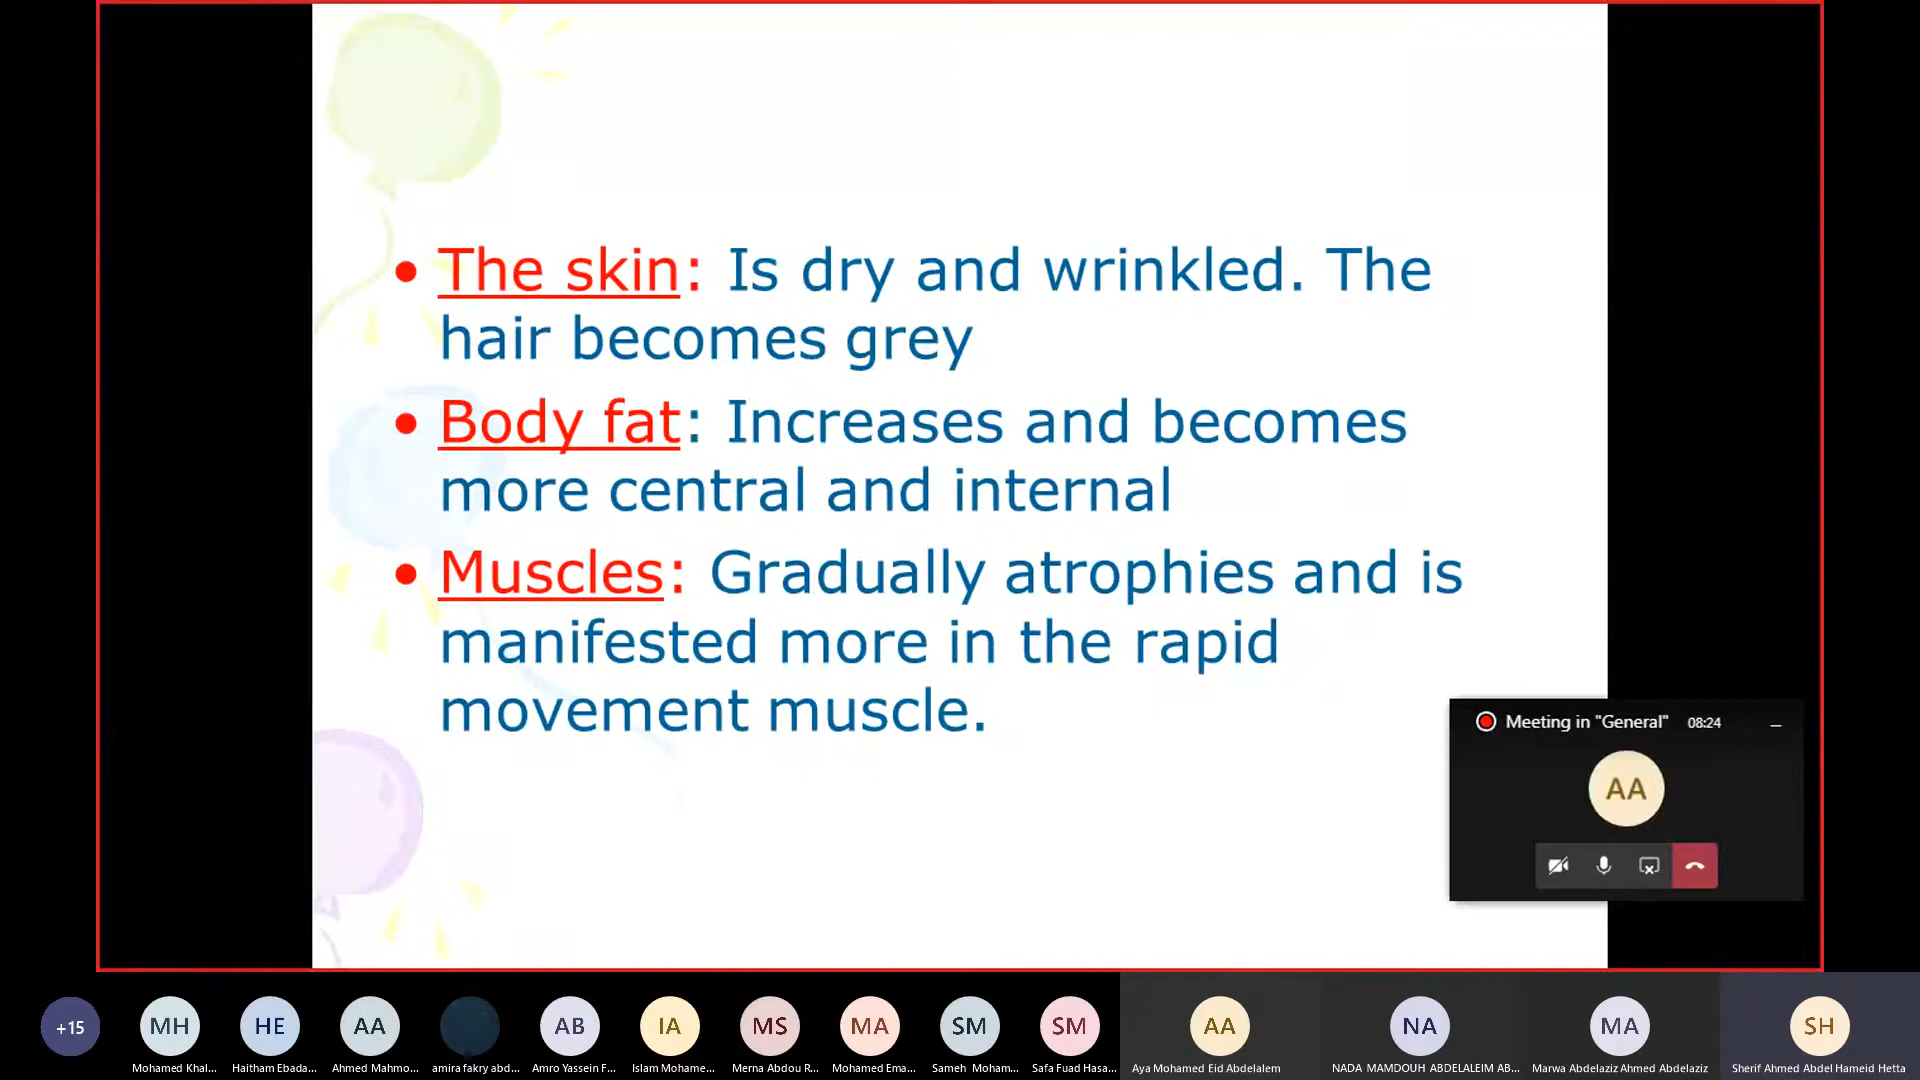 • The skin: Is dry and wrinkled. The
hair becomes grey
• Body fat: Increases and becomes
more central and internal
• Muscles: Gradually atrophies and is
manifested more in the rapid
movement muscle.
Meeting in "General" 08:24
AA
+15 MH HE AA AB IA MS MA SM SM AA NA MA SH
Mohamed Khal... Haitham Ebada... Ahmed Mahmo... amira fakry abd... Amro Yassein F... Islam Mohame... Merna Abdou R... Mohamed Ema... Sameh Moham... Safa Fuad Hasa... Aya Mohamed Eid Abdelalem NADA MAMDOUH ABDELALEIM AB... Marwa Abdelaziz Ahmed Abdelaziz Sherif Ahmed Abdel Hameid Hetta